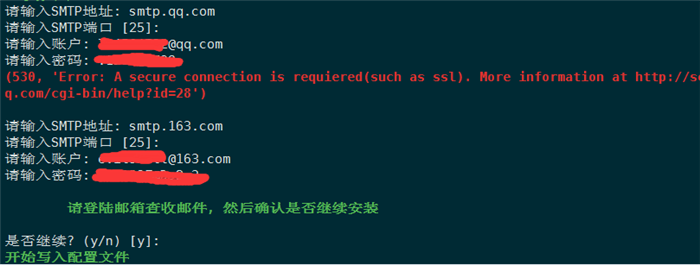 请输入SMTP地址: smtp.qq.com
请输入SMTP端口 [25]:
请输入账户: @qq.com
请输入密码:
(530, 'Error: A secure connection is requiered(such as ssl). More information at http://se
q.com/cgi-bin/help?id=28')
请输入SMTP地址: smtp.163.com
请输入SMTP端口 [25]:
请输入账户: @163.com
请输入密码:
请登陆邮箱查收邮件, 然后确认是否继续安装
是否继续? (y/n) [y]:
开始写入配置文件